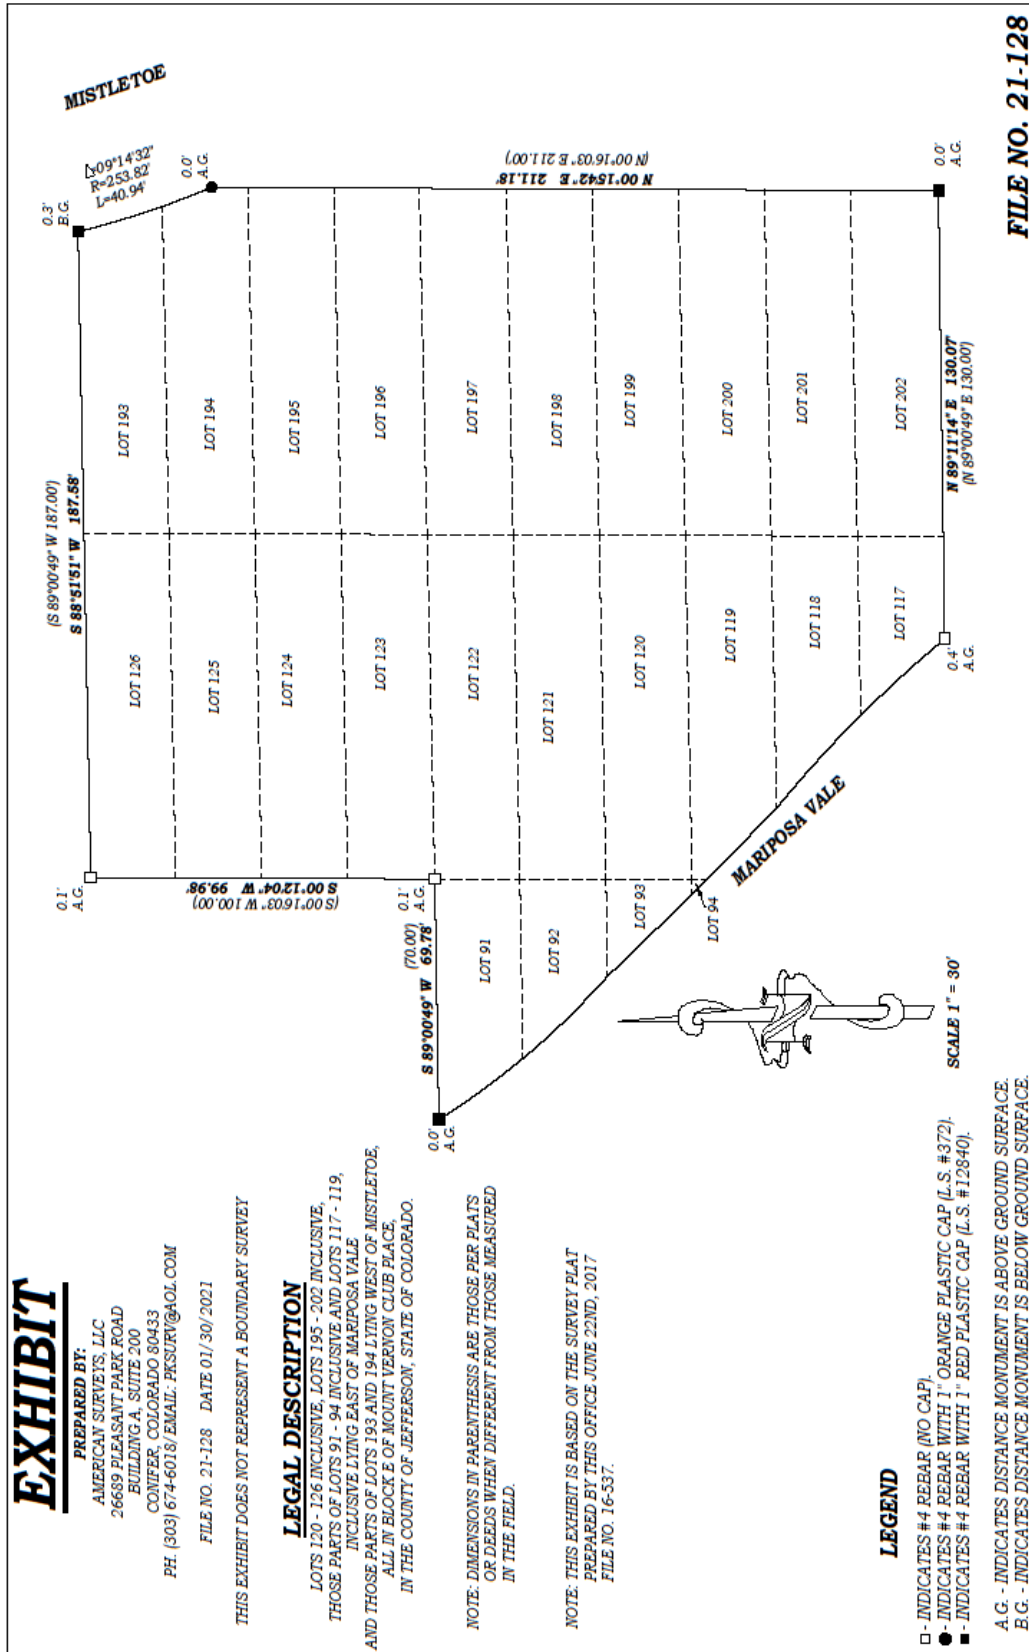 EXHIBIT
PREPARED BY:
AMERICAN SURVEYS, LLC
26689 PLEASANT PARK ROAD
BUILDING A, SUITE 200
CONIFER, COLORADO 80433
PH. (303) 674-6018/ EMAIL: PKSURV@AOL.COM
FILE NO. 21-128 DATE 01/30/2021
THIS EXHIBIT DOES NOT REPRESENT A BOUNDARY SURVEY
LEGAL DESCRIPTION
LOTS 120 - 126 INCLUSIVE, LOTS 195 - 202 INCLUSIVE,
THOSE PARTS OF LOTS 91 - 94 INCLUSIVE AND LOTS 117 - 119,
INCLUSIVE LYING EAST OF MARIPOSA VALE
AND THOSE PARTS OF LOTS 193 AND 194 LYING WEST OF MISTLETOE,
ALL IN BLOCK E OF MOUNT VERNON CLUB PLACE,
IN THE COUNTY OF JEFFERSON, STATE OF COLORADO.
NOTE: DIMENSIONS IN PARENTHESIS ARE THOSE PER PLATS
OR DEEDS WHEN DIFFERENT FROM THOSE MEASURED
IN THE FIELD.
NOTE: THIS EXHIBIT IS BASED ON THE SURVEY PLAT
PREPARED BY THIS OFFICE JUNE 22ND, 2017
FILE NO. 16-537.
LEGEND
□ - INDICATES #4 REBAR (NO CAP).
● - INDICATES #4 REBAR WITH 1" ORANGE PLASTIC CAP (L.S. #372).
■ - INDICATES #4 REBAR WITH 1" RED PLASTIC CAP (L.S. #12840).
A.G. - INDICATES DISTANCE MONUMENT IS ABOVE GROUND SURFACE.
B.G. - INDICATES DISTANCE MONUMENT IS BELOW GROUND SURFACE.
(S 89°00'49" W 187.00')
S 88°51'51" W 187.58'
0.3'
B.G.
Δ=09°14'32"
R=253.82'
L=40.94'
MISTLETOE
0.0'
A.G.
0.1'
A.G.
(S 00°16'03" W 100.00')
S 00°12'04" W 99.98'
0.1'
A.G.
(70.00')
S 89°00'49" W 69.78'
0.0'
A.G.
LOT 126
LOT 193
LOT 125
LOT 194
LOT 124
LOT 195
LOT 123
LOT 196
LOT 91
LOT 122
LOT 197
LOT 92
LOT 121
LOT 198
LOT 93
LOT 120
LOT 199
LOT 94
LOT 119
LOT 200
LOT 118
LOT 201
LOT 117
LOT 202
N 00°15'42" E 211.18'
(N 00°16'03" E 211.00')
MARIPOSA VALE
0.4'
A.G.
N 89°11'14" E 130.07'
(N 89°00'49" E 130.00')
0.0'
A.G.
SCALE 1" = 30'
FILE NO. 21-128